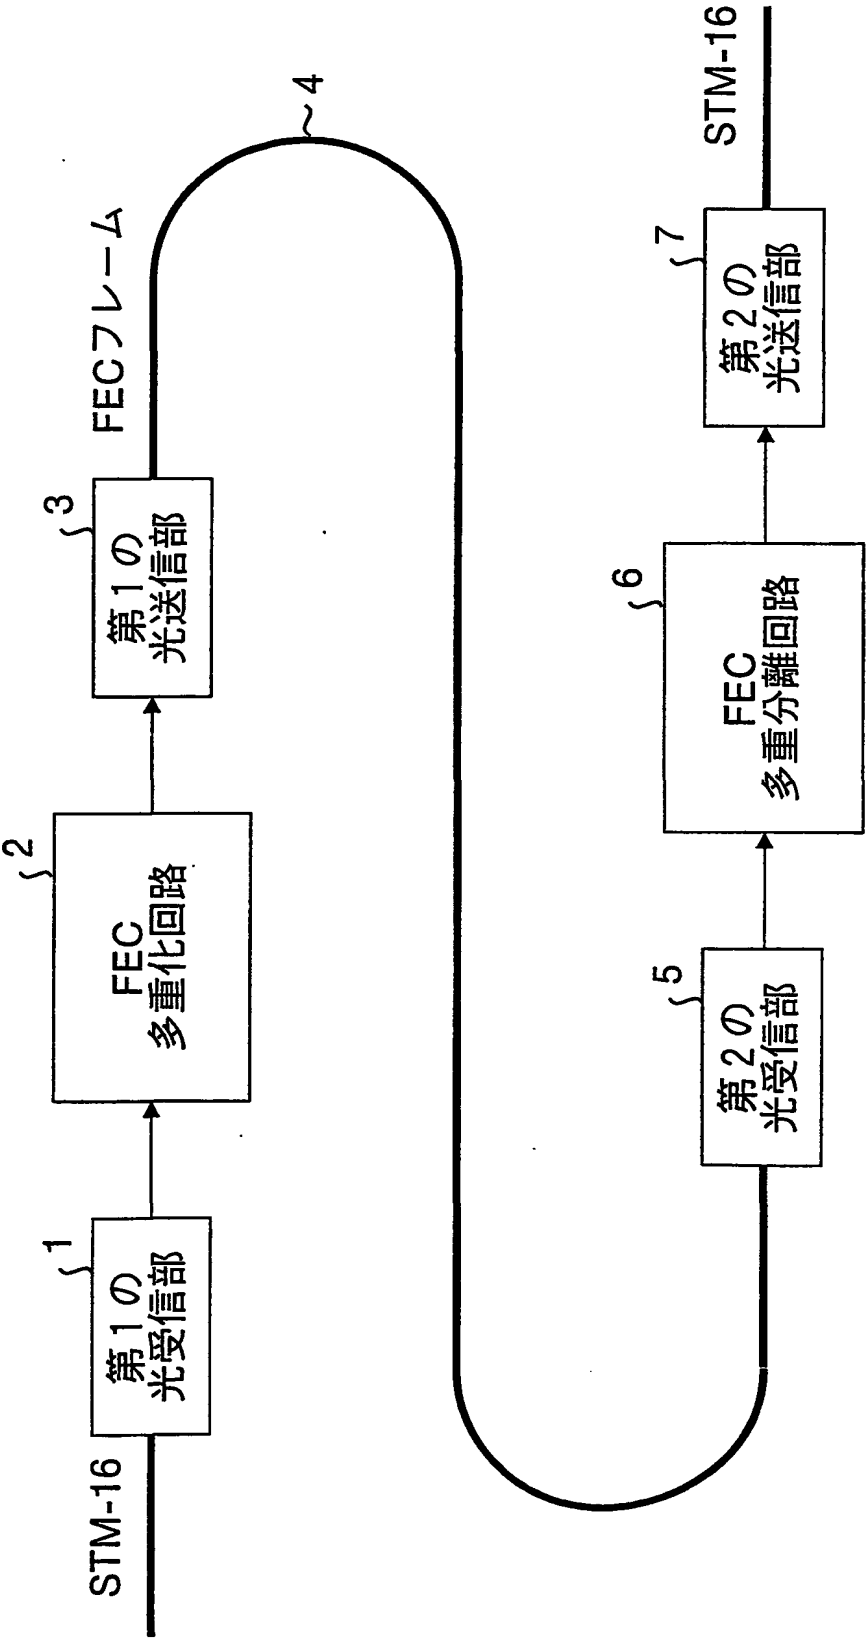 STM-16
1
第1の
光受信部
2
FEC
多重化回路
3
第1の
光送信部
FECフレーム
4
5
第2の
光受信部
6
FEC
多重分離回路
7
第2の
光送信部
STM-16